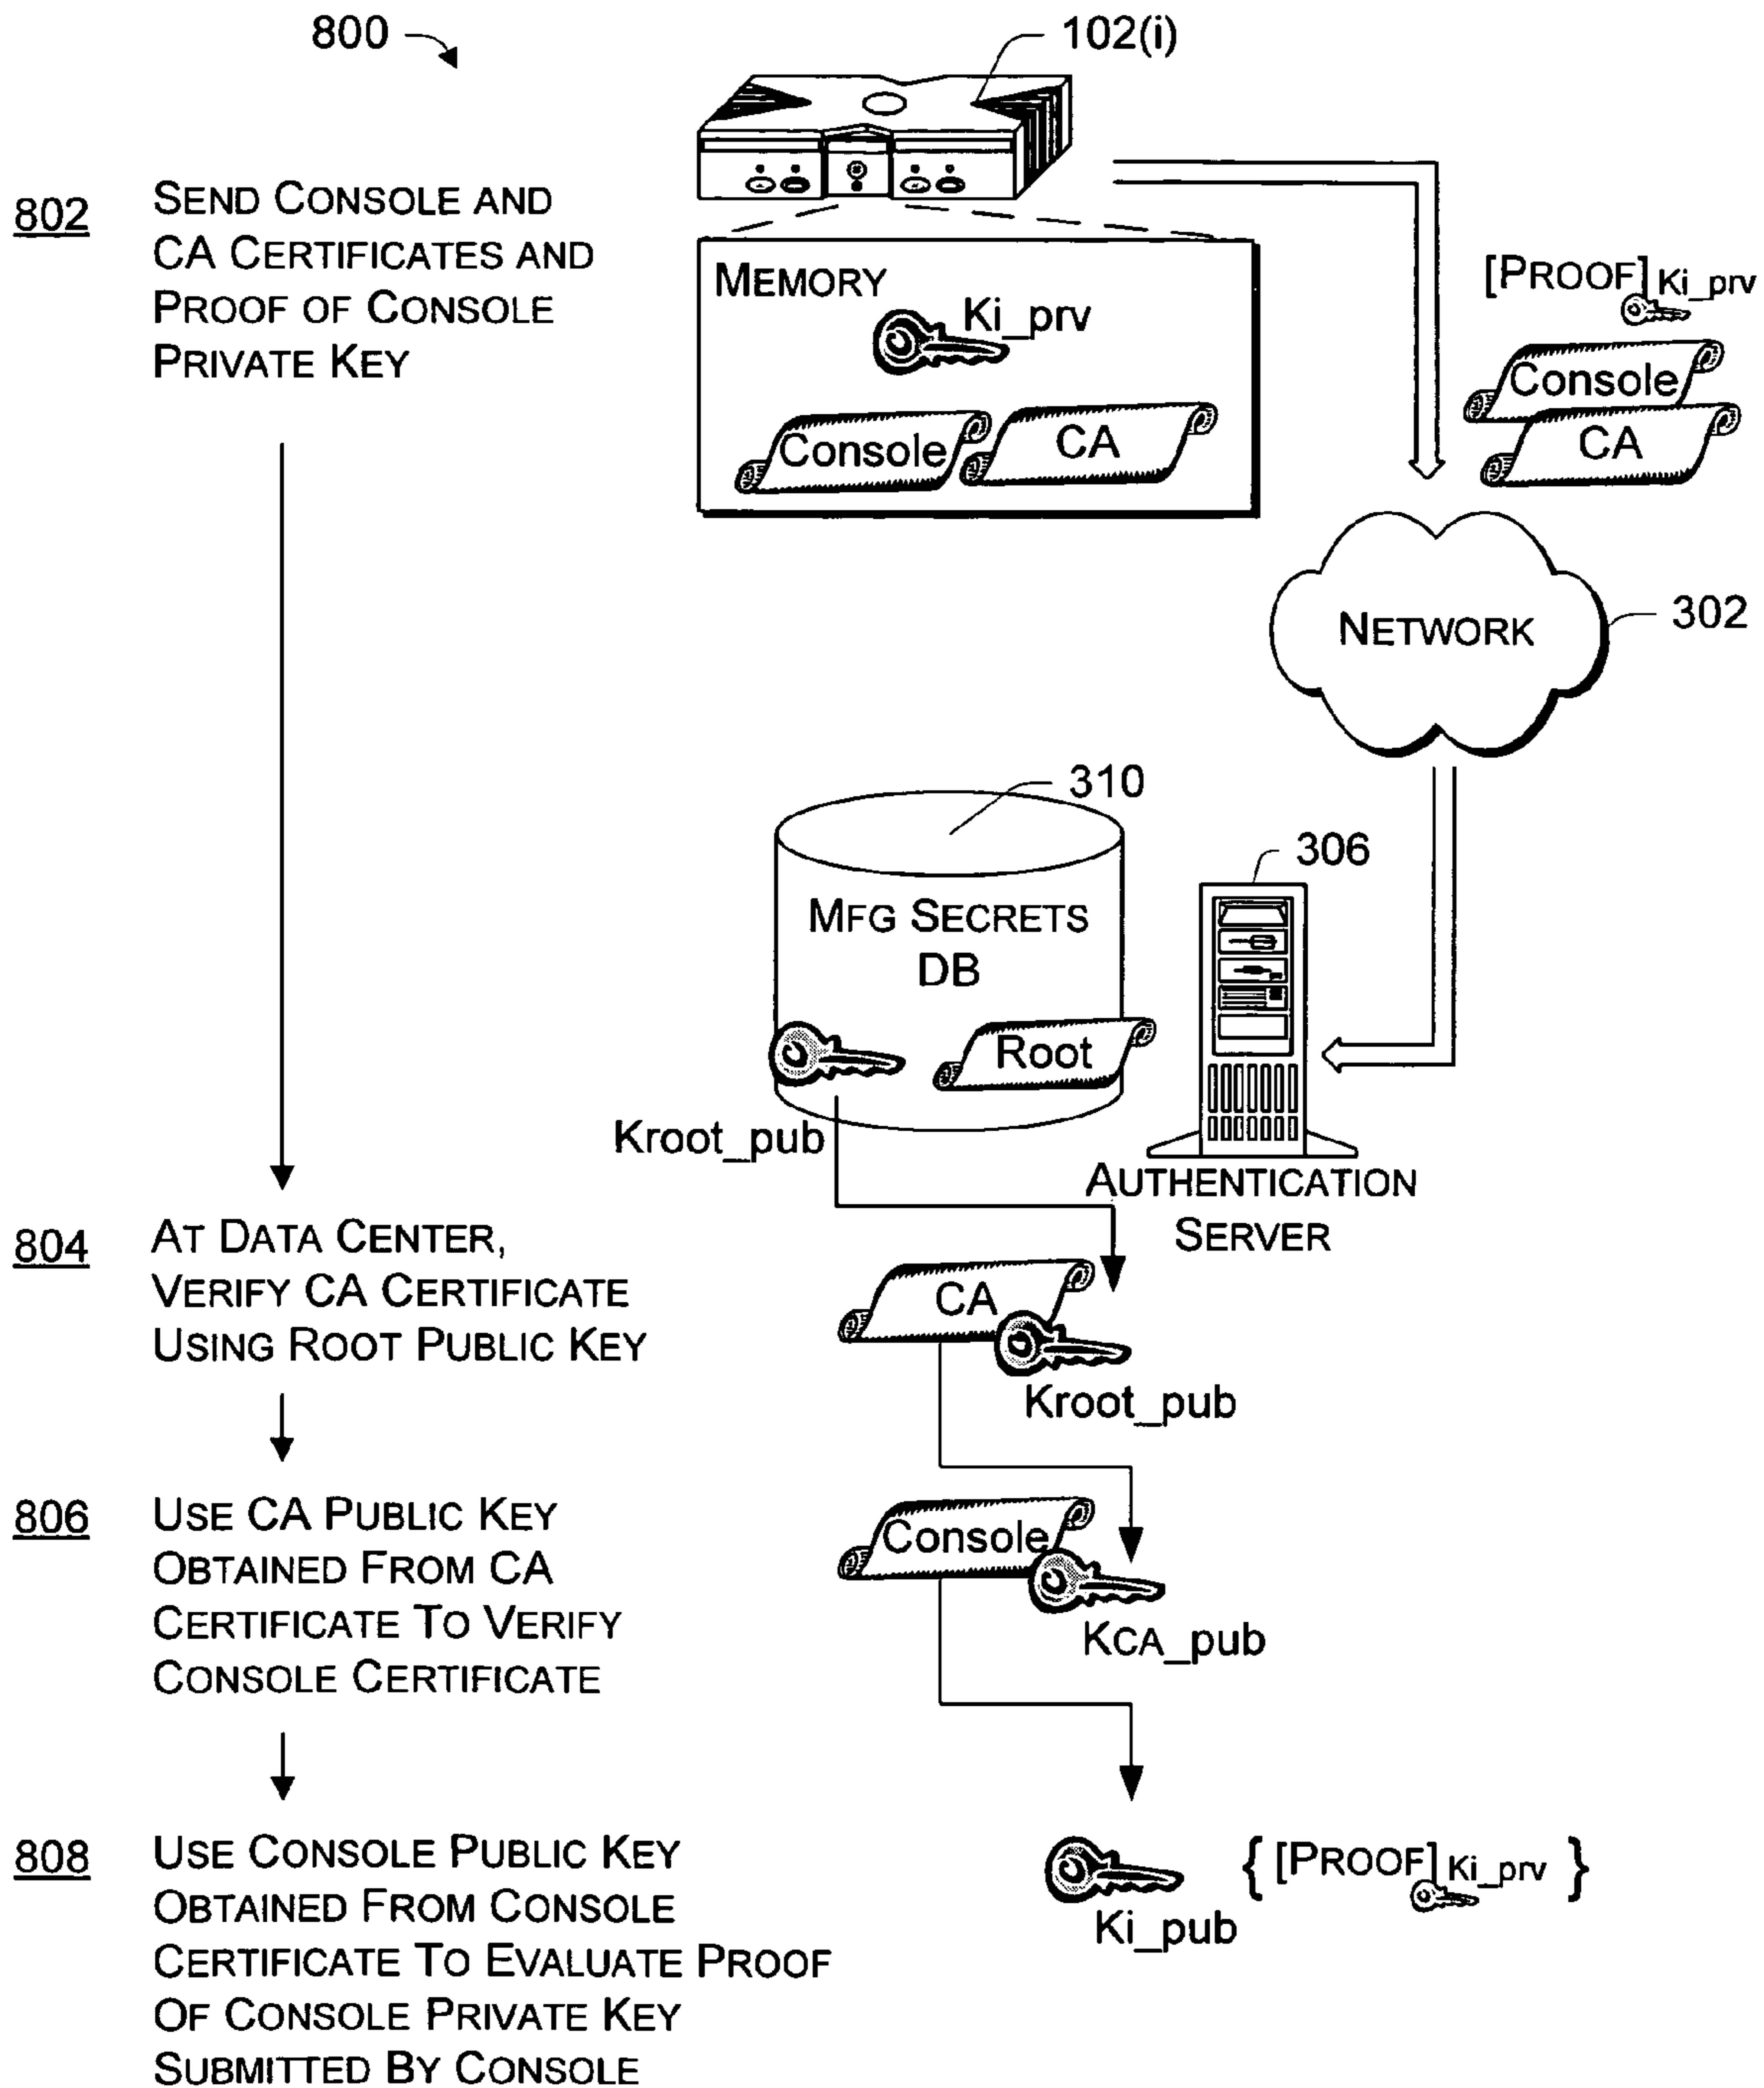 800
102(i)
802
SEND CONSOLE AND
CA CERTIFICATES AND
PROOF OF CONSOLE
PRIVATE KEY
MEMORY
Ki_prv
Console
CA
[PROOF]Ki_prv
Console
CA
NETWORK
302
310
MFG SECRETS
DB
Root
Kroot_pub
306
AUTHENTICATION
SERVER
804
AT DATA CENTER,
VERIFY CA CERTIFICATE
USING ROOT PUBLIC KEY
CA
Kroot_pub
806
USE CA PUBLIC KEY
OBTAINED FROM CA
CERTIFICATE TO VERIFY
CONSOLE CERTIFICATE
Console
KCA_pub
808
USE CONSOLE PUBLIC KEY
OBTAINED FROM CONSOLE
CERTIFICATE TO EVALUATE PROOF
OF CONSOLE PRIVATE KEY
SUBMITTED BY CONSOLE
Ki_pub
{ [PROOF]Ki_prv }